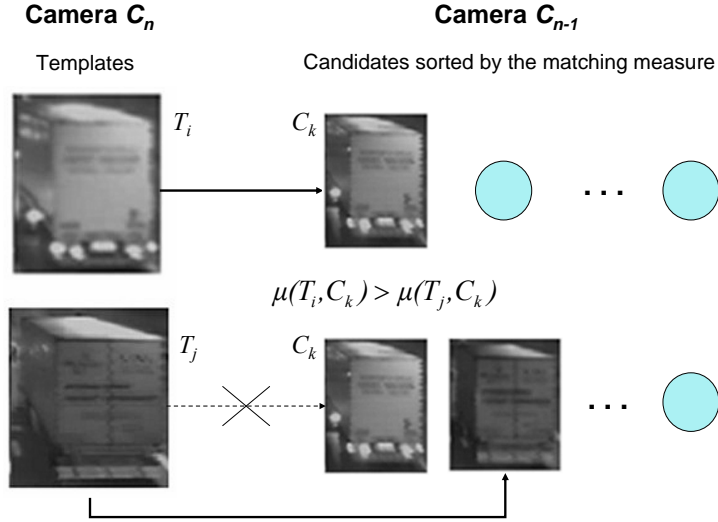 Camera Cn
Camera Cn-1
Templates
Candidates sorted by the matching measure
Ti
Ck
. . .
μ(Ti,Ck) > μ(Tj,Ck)
Tj
Ck
. . .